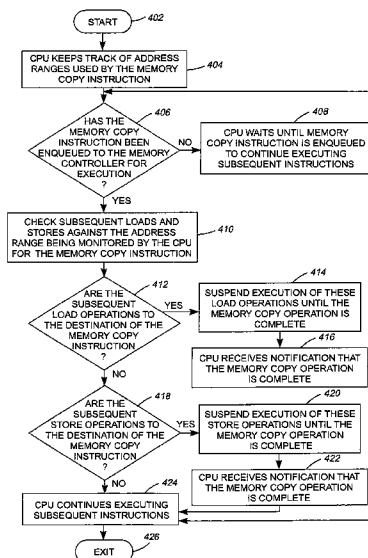 START
402
CPU KEEPS TRACK OF ADDRESS
RANGES USED BY THE MEMORY
COPY INSTRUCTION
404
406
HAS THE
MEMORY COPY
INSTRUCTION BEEN
ENQUEUED TO THE MEMORY
CONTROLLER FOR
EXECUTION
?
NO
408
CPU WAITS UNTIL MEMORY
COPY INSTRUCTION IS ENQUEUED
TO CONTINUE EXECUTING
SUBSEQUENT INSTRUCTIONS
YES
CHECK SUBSEQUENT LOADS AND
STORES AGAINST THE ADDRESS
RANGE BEING MONITORED BY THE CPU
FOR THE MEMORY COPY INSTRUCTION
410
412
ARE THE
SUBSEQUENT
LOAD OPERATIONS TO
THE DESTINATION OF THE
MEMORY COPY
INSTRUCTION
?
YES
414
SUSPEND EXECUTION OF THESE
LOAD OPERATIONS UNTIL THE
MEMORY COPY OPERATION IS
COMPLETE
416
CPU RECEIVES NOTIFICATION THAT
THE MEMORY COPY OPERATION
IS COMPLETE
NO
418
ARE THE
SUBSEQUENT
STORE OPERATIONS TO
THE DESTINATION OF THE
MEMORY COPY
INSTRUCTION
?
YES
420
SUSPEND EXECUTION OF THESE
STORE OPERATIONS UNTIL THE
MEMORY COPY OPERATION IS
COMPLETE
422
CPU RECEIVES NOTIFICATION THAT
THE MEMORY COPY OPERATION IS
COMPLETE
NO
424
CPU CONTINUES EXECUTING
SUBSEQUENT INSTRUCTIONS
EXIT
426